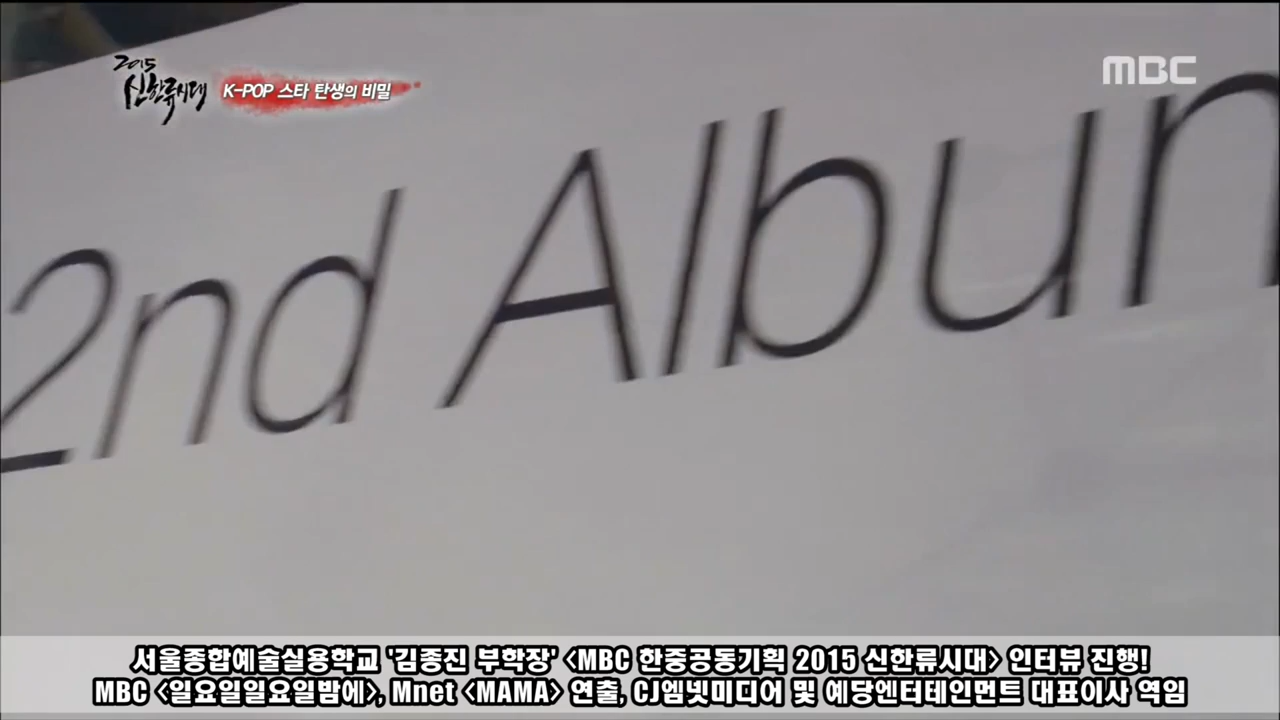 2015
신한류시대
K-POP 스타 탄생의 비밀
MBC
2nd Album
서울종합예술실용학교 '김종진 부학장' <MBC 한중공동기획 2015 신한류시대> 인터뷰 진행!
MBC <일요일일요일밤에>, Mnet <MAMA> 연출, CJ엠넷미디어 및 예당엔터테인먼트 대표이사 역임